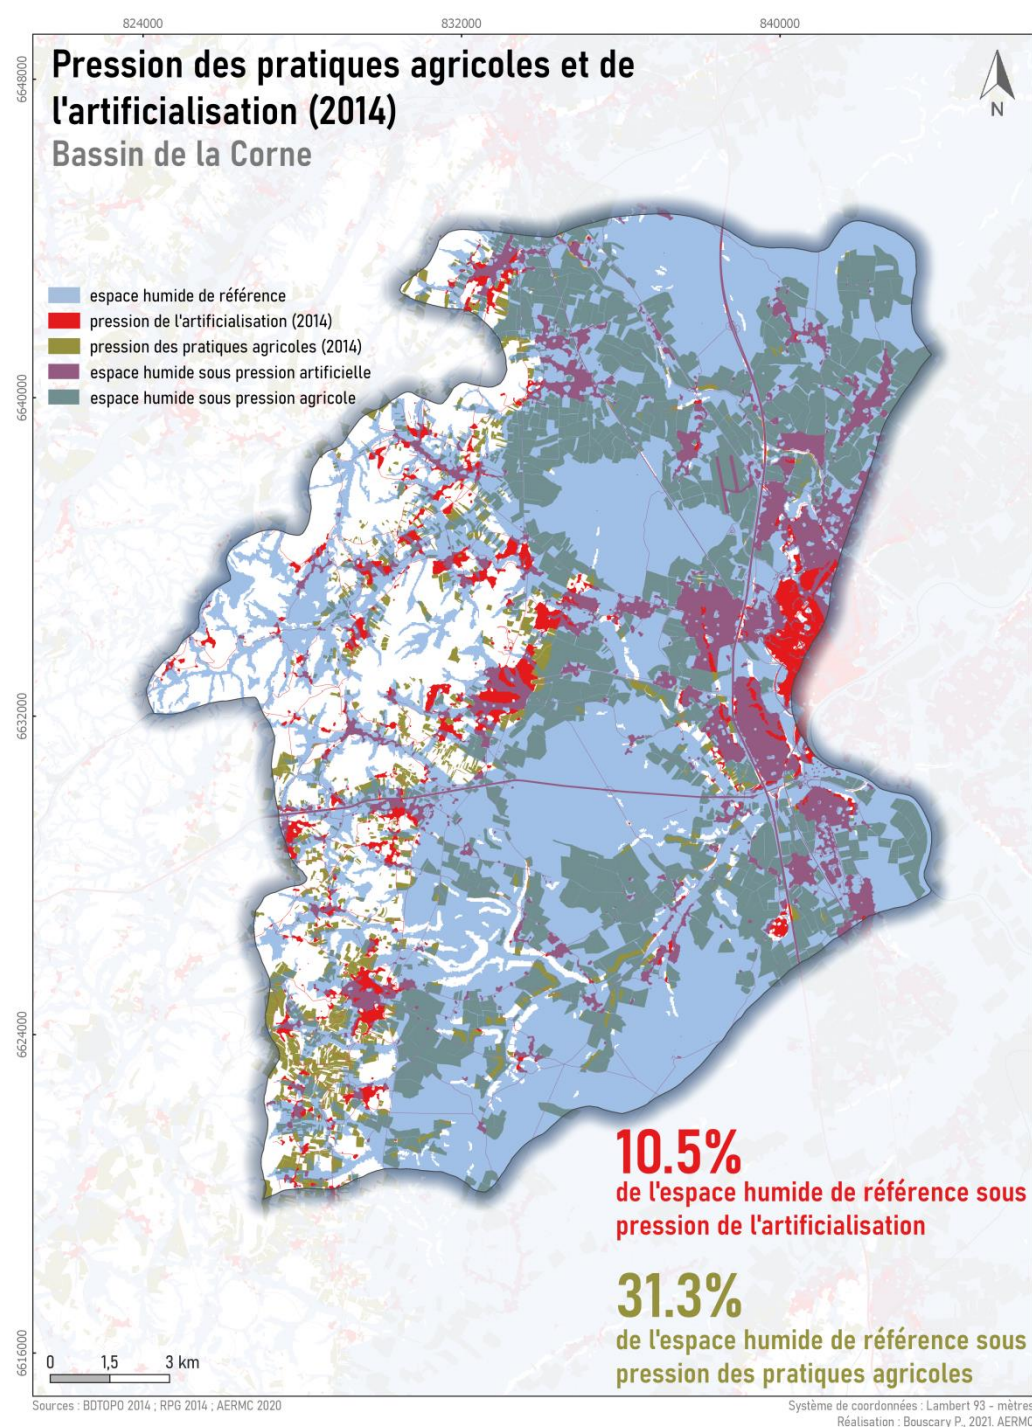 824000
832000
840000
6648000
6640000
6632000
6624000
6616000
Pression des pratiques agricoles et de
l'artificialisation (2014)
Bassin de la Corne
N
espace humide de référence
pression de l'artificialisation (2014)
pression des pratiques agricoles (2014)
espace humide sous pression artificielle
espace humide sous pression agricole
10.5%
de l'espace humide de référence sous
pression de l'artificialisation
31.3%
de l'espace humide de référence sous
pression des pratiques agricoles
0 1,5 3 km
Sources : BDTOPO 2014 ; RPG 2014 ; AERMC 2020
Système de coordonnées : Lambert 93 - mètres
Réalisation : Bouscary P., 2021, AERMC